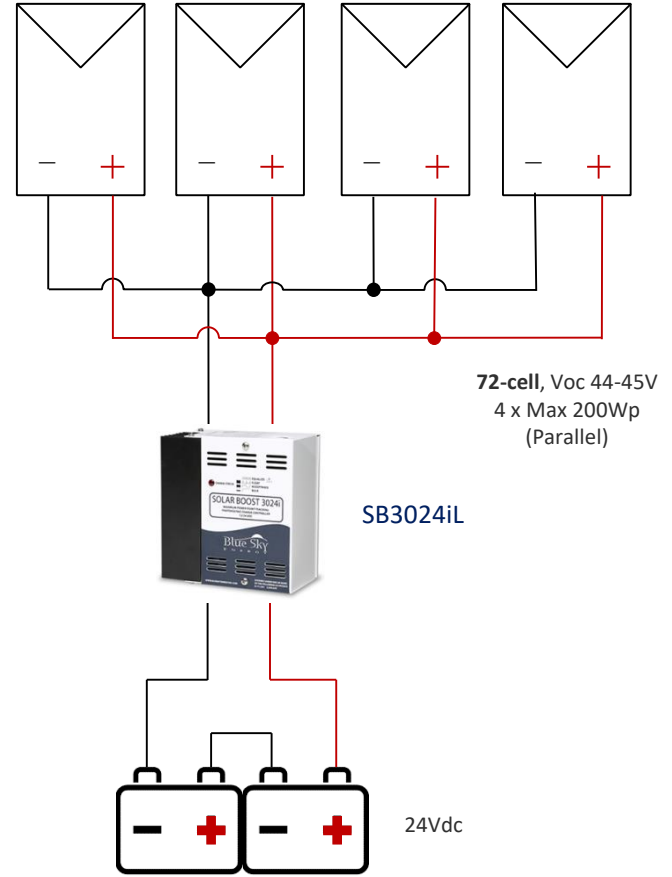 − + − + − + − +
72-cell, Voc 44-45V
4 x Max 200Wp
(Parallel)
SOLAR BOOST 3024i
Blue Sky
SB3024iL
− + − +
24Vdc